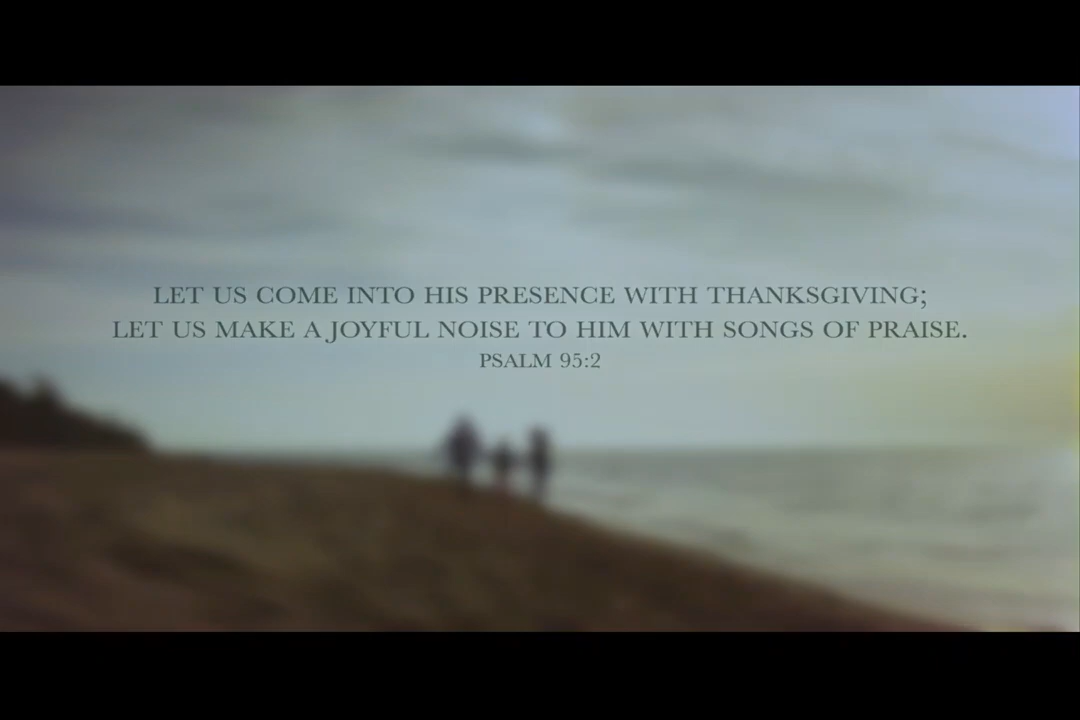 LET US COME INTO HIS PRESENCE WITH THANKSGIVING;
LET US MAKE A JOYFUL NOISE TO HIM WITH SONGS OF PRAISE.
PSALM 95:2